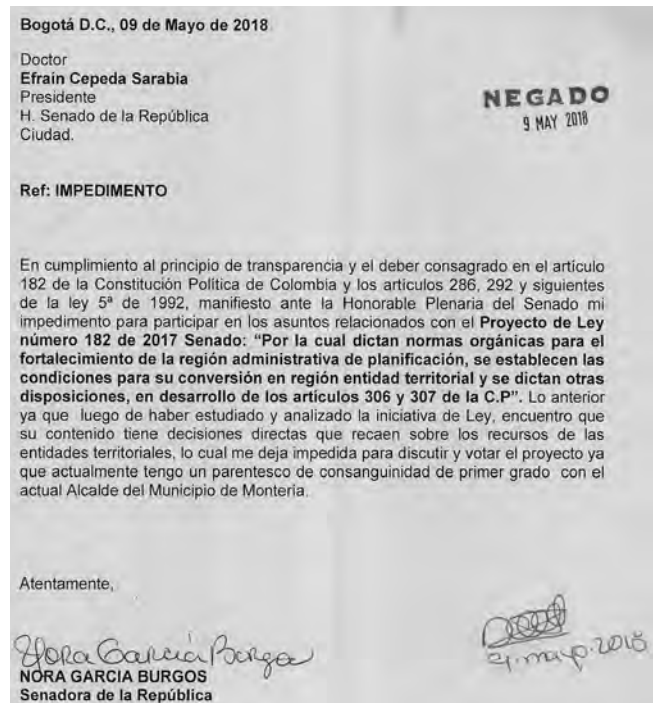 Bogotá D.C., 09 de Mayo de 2018
Doctor
Efrain Cepeda Sarabia
Presidente
H. Senado de la República
Ciudad.
NEGADO
9 MAY 2018
Ref: IMPEDIMENTO
En cumplimiento al principio de transparencia y el deber consagrado en el artículo
182 de la Constitución Política de Colombia y los artículos 286, 292 y siguientes
de la ley 5ª de 1992, manifiesto ante la Honorable Plenaria del Senado mi
impedimento para participar en los asuntos relacionados con el Proyecto de Ley
número 182 de 2017 Senado: “Por la cual dictan normas orgánicas para el
fortalecimiento de la región administrativa de planificación, se establecen las
condiciones para su conversión en región entidad territorial y se dictan otras
disposiciones, en desarrollo de los artículos 306 y 307 de la C.P”. Lo anterior
ya que luego de haber estudiado y analizado la iniciativa de Ley, encuentro que
su contenido tiene decisiones directas que recaen sobre los recursos de las
entidades territoriales, lo cual me deja impedida para discutir y votar el proyecto ya
que actualmente tengo un parentesco de consanguinidad de primer grado con el
actual Alcalde del Municipio de Montería.
Atentamente,
Nora García Burgos
NORA GARCIA BURGOS
Senadora de la República
9. mayo. 2018